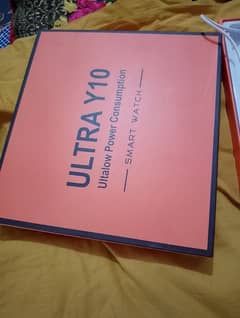 ULTRA Y10
Ultalow Power Consumption
SMART WATCH